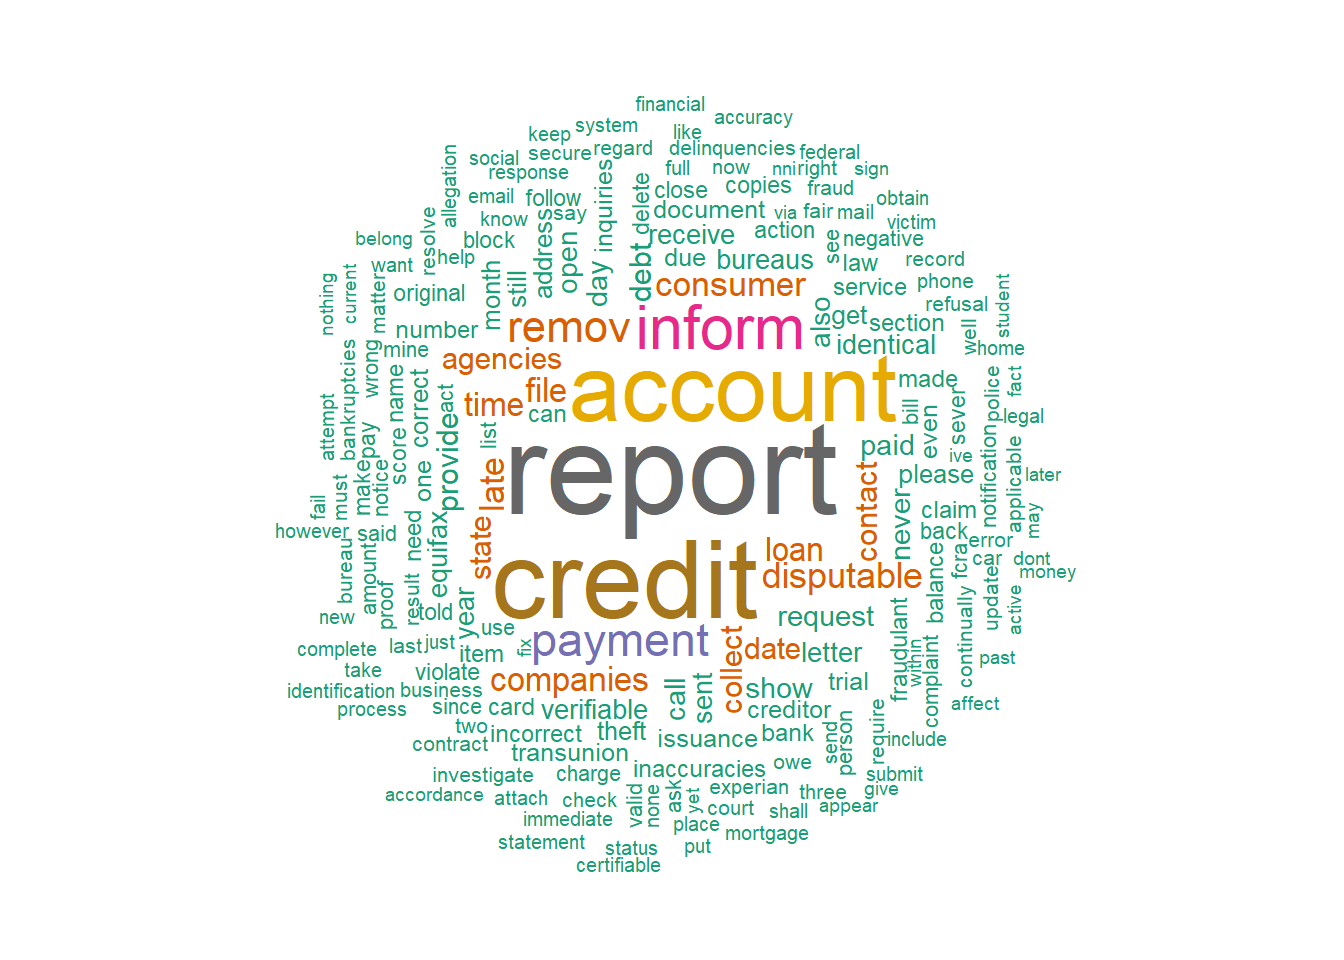 financial
accuracy
system
like
keep
regard
delinquencies
federal
secure
social
allegation
response
full
now
nni
right
sign
inquiries
delete
close
copies
fraud
obtain
email
follow
say
document
via
fair
mail
know
victim
resolve
address
open
receive
action
see
negative
belong
block
help
day
debt
due
bureaus
law
record
want
still
month
consumer
service
phone
nothing
current
matter
original
refusal
student
number
remov
inform
also
get
section
well
home
mine
wrong
agencies
identical
file
account
made
fact
police
name
correct
act
time
can
bill
even
sever
legal
attempt
bankruptcies
pay
score
list
report
paid
ive
make
one
provide
late
contact
please
notification
applicable
later
fail
must
notice
never
claim
may
however
said
need
equifax
state
loan
back
error
car
dont
bureau
amount
result
credit
disputable
balance
fcra
update
money
proof
told
year
use
request
fraudulant
active
new
complete
last
just
item
fix
payment
collect
date
letter
within
complaint
continually
past
take
violate
companies
call
sent
show
trial
identification
business
process
since
card
verifiable
creditor
affect
two
incorrect
theft
issuance
bank
send
person
require
include
contract
transunion
investigate
charge
inaccuracies
owe
submit
accordance
attach
check
valid
none
ask
yet
experian
three
give
immediate
court
shall
appear
place
mortgage
statement
status
put
certifiable